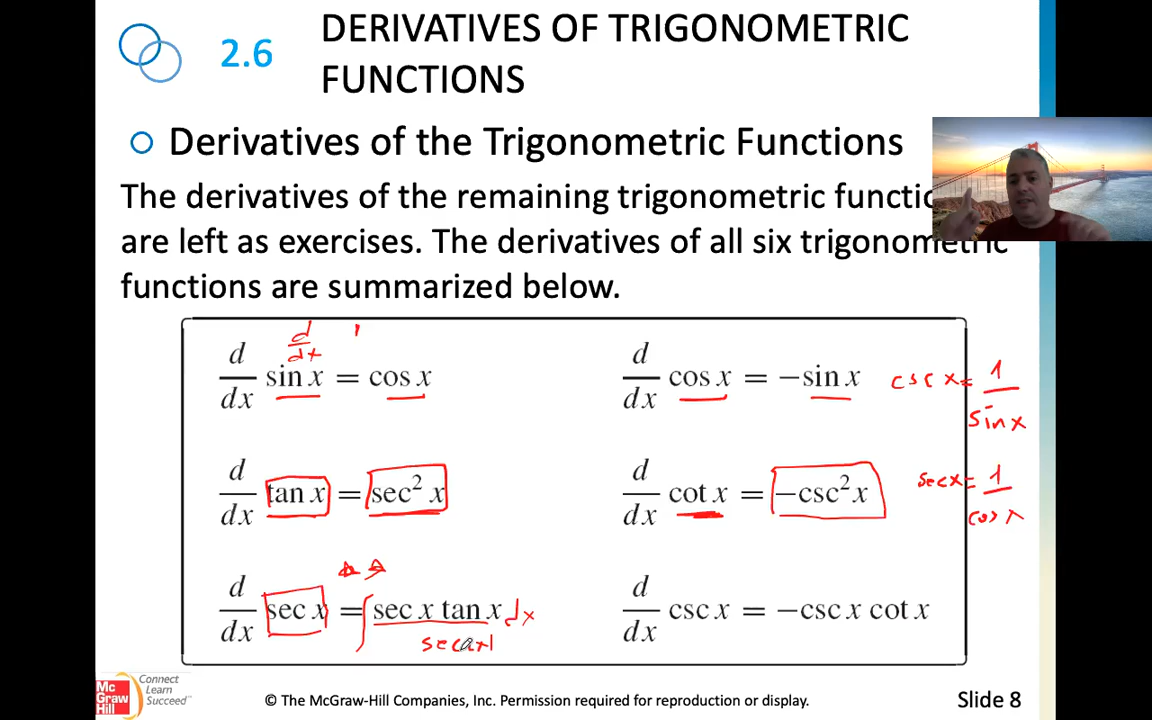 2.6
DERIVATIVES OF TRIGONOMETRIC
FUNCTIONS
Derivatives of the Trigonometric Functions
The derivatives of the remaining trigonometric
are left as exercises. The derivatives of all six trigonometric
functions are summarized below.
d/dx
d/dx sin x = cos x
d/dx cos x = −sin x
csc x = 1/sin x
d/dx tan x = sec² x
d/dx cot x = −csc² x
sec x = 1/cos x
d/dx sec x = ∫ sec x tan x dx
d/dx csc x = −csc x cot x
Mc
Graw
Hill
Connect
Learn
Succeed™
© The McGraw-Hill Companies, Inc. Permission required for reproduction or display.
Slide 8